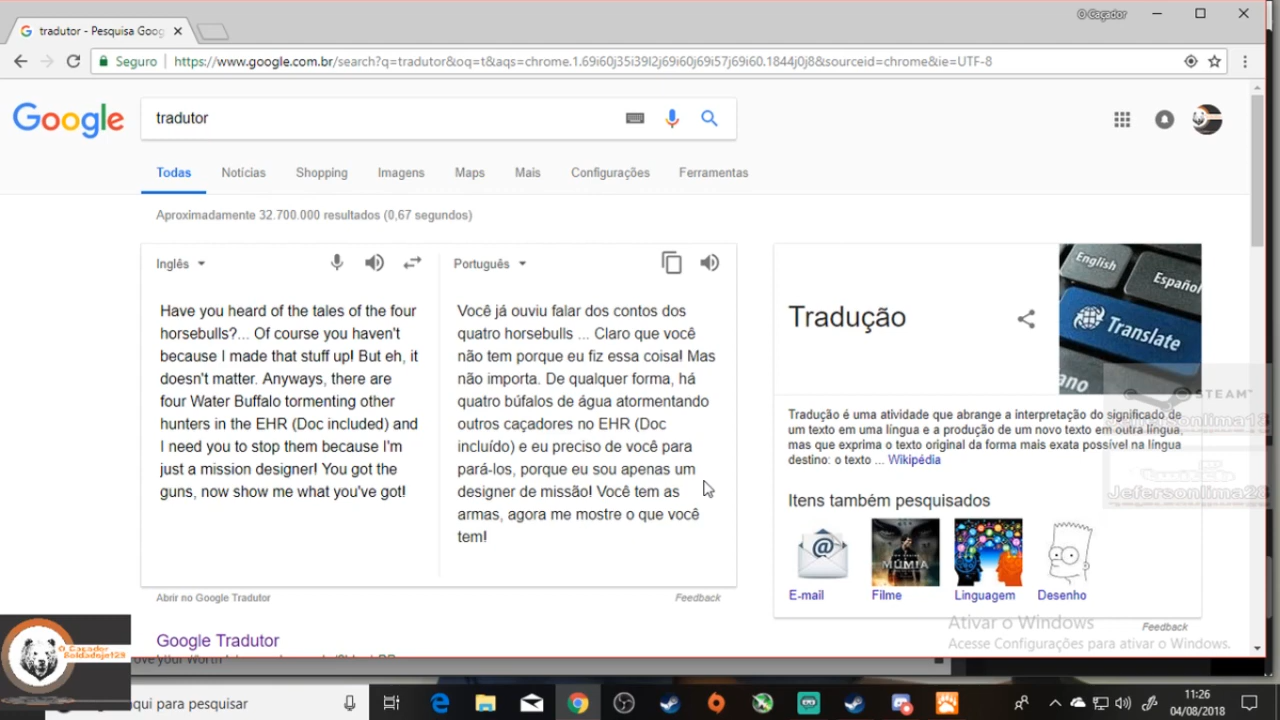 O Caçador
tradutor - Pesquisa Goog
Seguro
https://www.google.com.br/search?q=tradutor&oq=t&aqs=chrome.1.69i60j35i39l2j69i60j69i57j69i60.1844j0j8&sourceid=chrome&ie=UTF-8
Google
tradutor
Todas
Notícias
Shopping
Imagens
Maps
Mais
Configurações
Ferramentas
Aproximadamente 32.700.000 resultados (0,67 segundos)
Inglês
Português
Have you heard of the tales of the four
horsebulls?... Of course you haven't
because I made that stuff up! But eh, it
doesn't matter. Anyways, there are
four Water Buffalo tormenting other
hunters in the EHR (Doc included) and
I need you to stop them because I'm
just a mission designer! You got the
guns, now show me what you've got!
Você já ouviu falar dos contos dos
quatro horsebulls ... Claro que você
não tem porque eu fiz essa coisa! Mas
não importa. De qualquer forma, há
quatro búfalos de água atormentando
outros caçadores no EHR (Doc
incluído) e eu preciso de você para
pará-los, porque eu sou apenas um
designer de missão! Você tem as
armas, agora me mostre o que você
tem!
Abrir no Google Tradutor
Feedback
Google Tradutor
Tradução
English
Español
Translate
ano
STEAM™
Tradução é uma atividade que abrange a interpretação do significado de
um texto em uma língua e a produção de um novo texto em outra língua,
mas que exprima o texto original da forma mais exata possível na língua
destino: o texto ... Wikipédia
Jefersonlima28
Itens também pesquisados
MÚMIA
E-mail
Filme
Linguagem
Desenho
Ativar o Windows
Feedback
Acesse Configurações para ativar o Windows.
O Caçador
Soldadojo123
aqui para pesquisar
11:26
04/08/2018